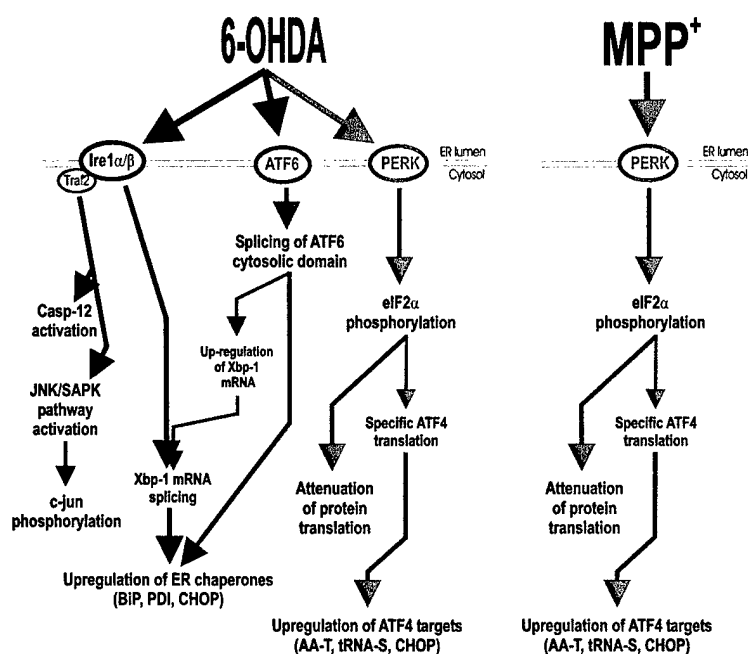 6-OHDA
MPP+
Ire1α/β
Traf2
ATF6
PERK
ER lumen
Cytosol
PERK
ER lumen
Cytosol
Splicing of ATF6
cytosolic domain
Casp-12
activation
eIF2α
phosphorylation
eIF2α
phosphorylation
Up-regulation
of Xbp-1
mRNA
JNK/SAPK
pathway
activation
Specific ATF4
translation
Specific ATF4
translation
Xbp-1 mRNA
splicing
c-jun
phosphorylation
Attenuation
of protein
translation
Attenuation
of protein
translation
Upregulation of ER chaperones
(BiP, PDI, CHOP)
Upregulation of ATF4 targets
(AA-T, tRNA-S, CHOP)
Upregulation of ATF4 targets
(AA-T, tRNA-S, CHOP)